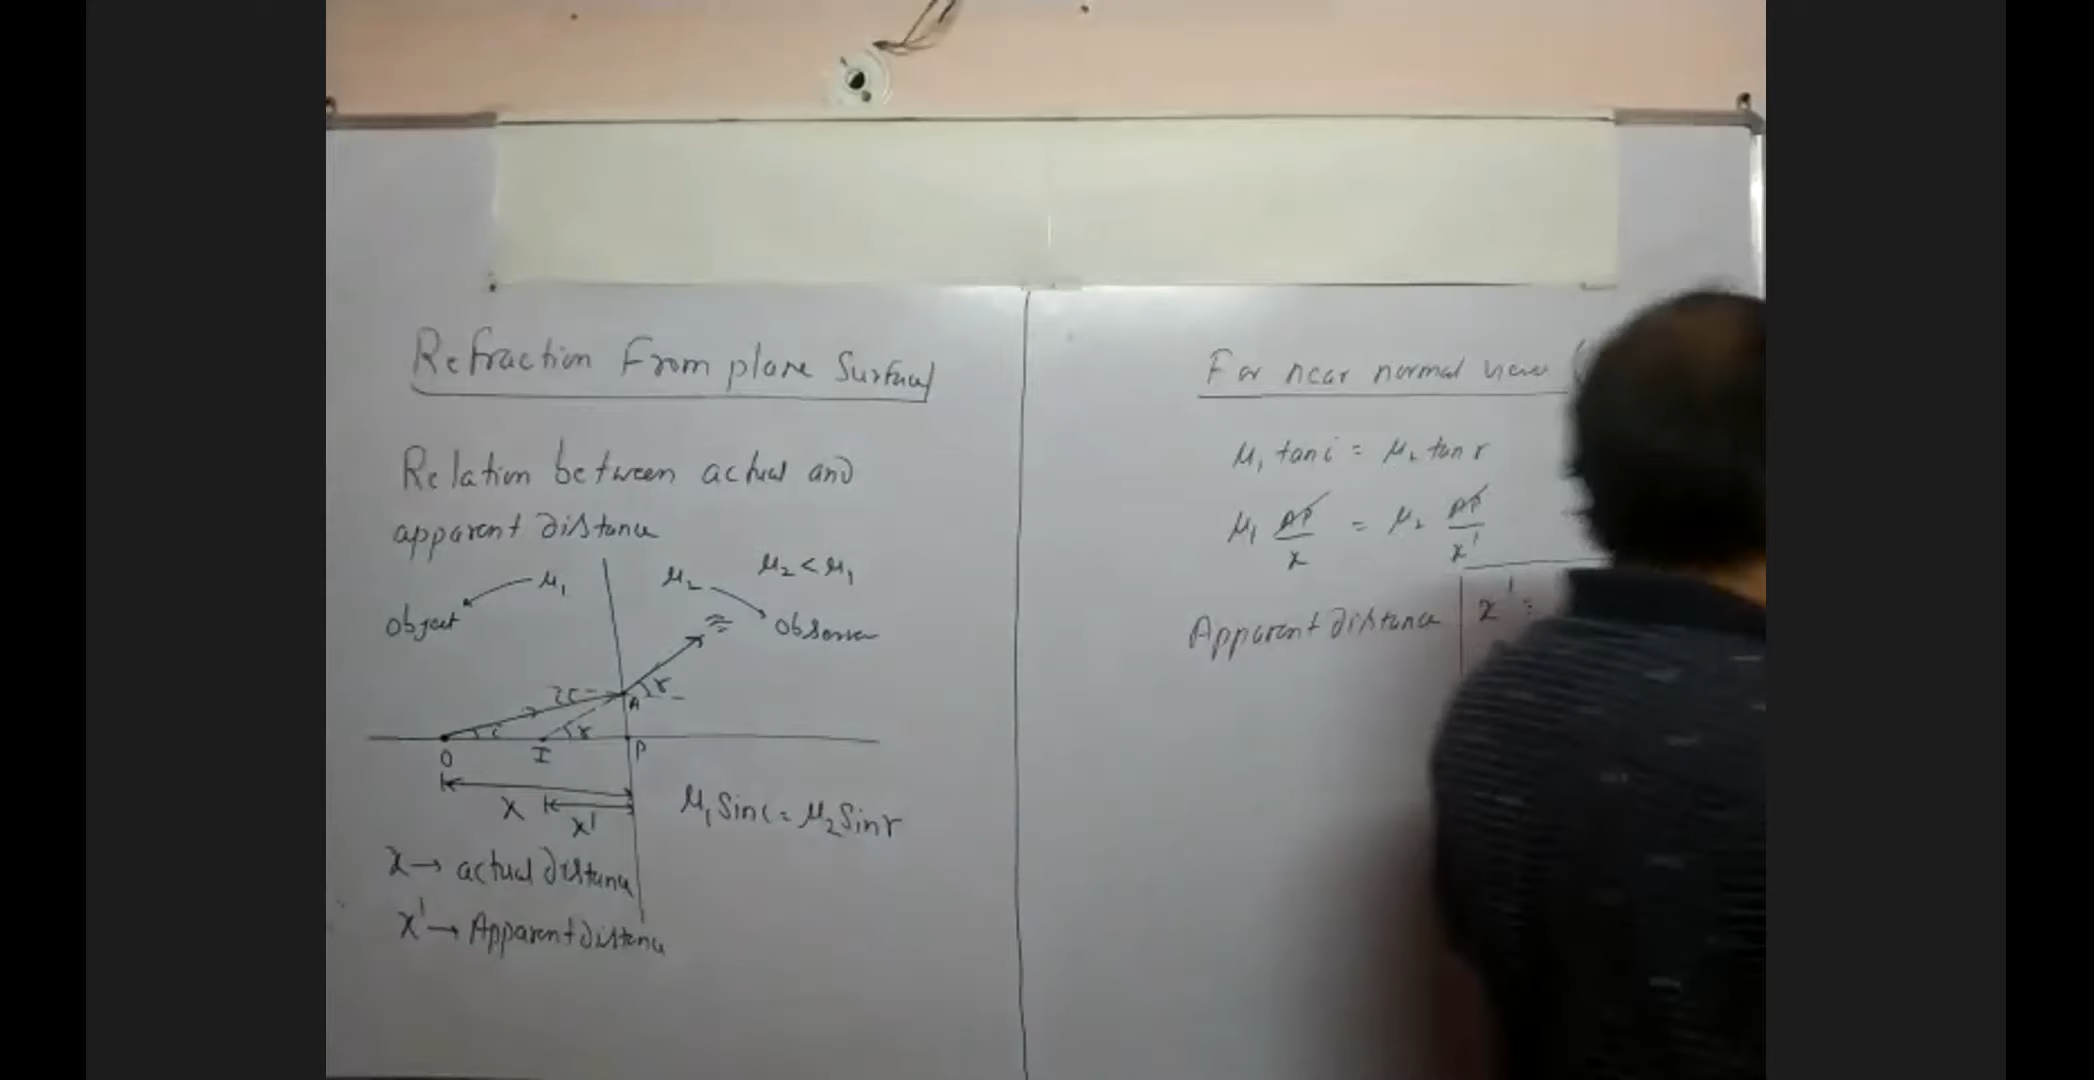 Refraction From plane Surface
Relation between actual and
apparent distance
μ₂ < μ₁
μ₁
μ₂
Object
Observer
i
r
A
i
r
O
I
P
x
x'
μ₁ Sin i = μ₂ Sin r
x → actual distance
x' → Apparent distance
For near normal view (
μ₁ tan i = μ₂ tan r
μ₁ AP/x = μ₂ AP/x'
Apparent distance x' =